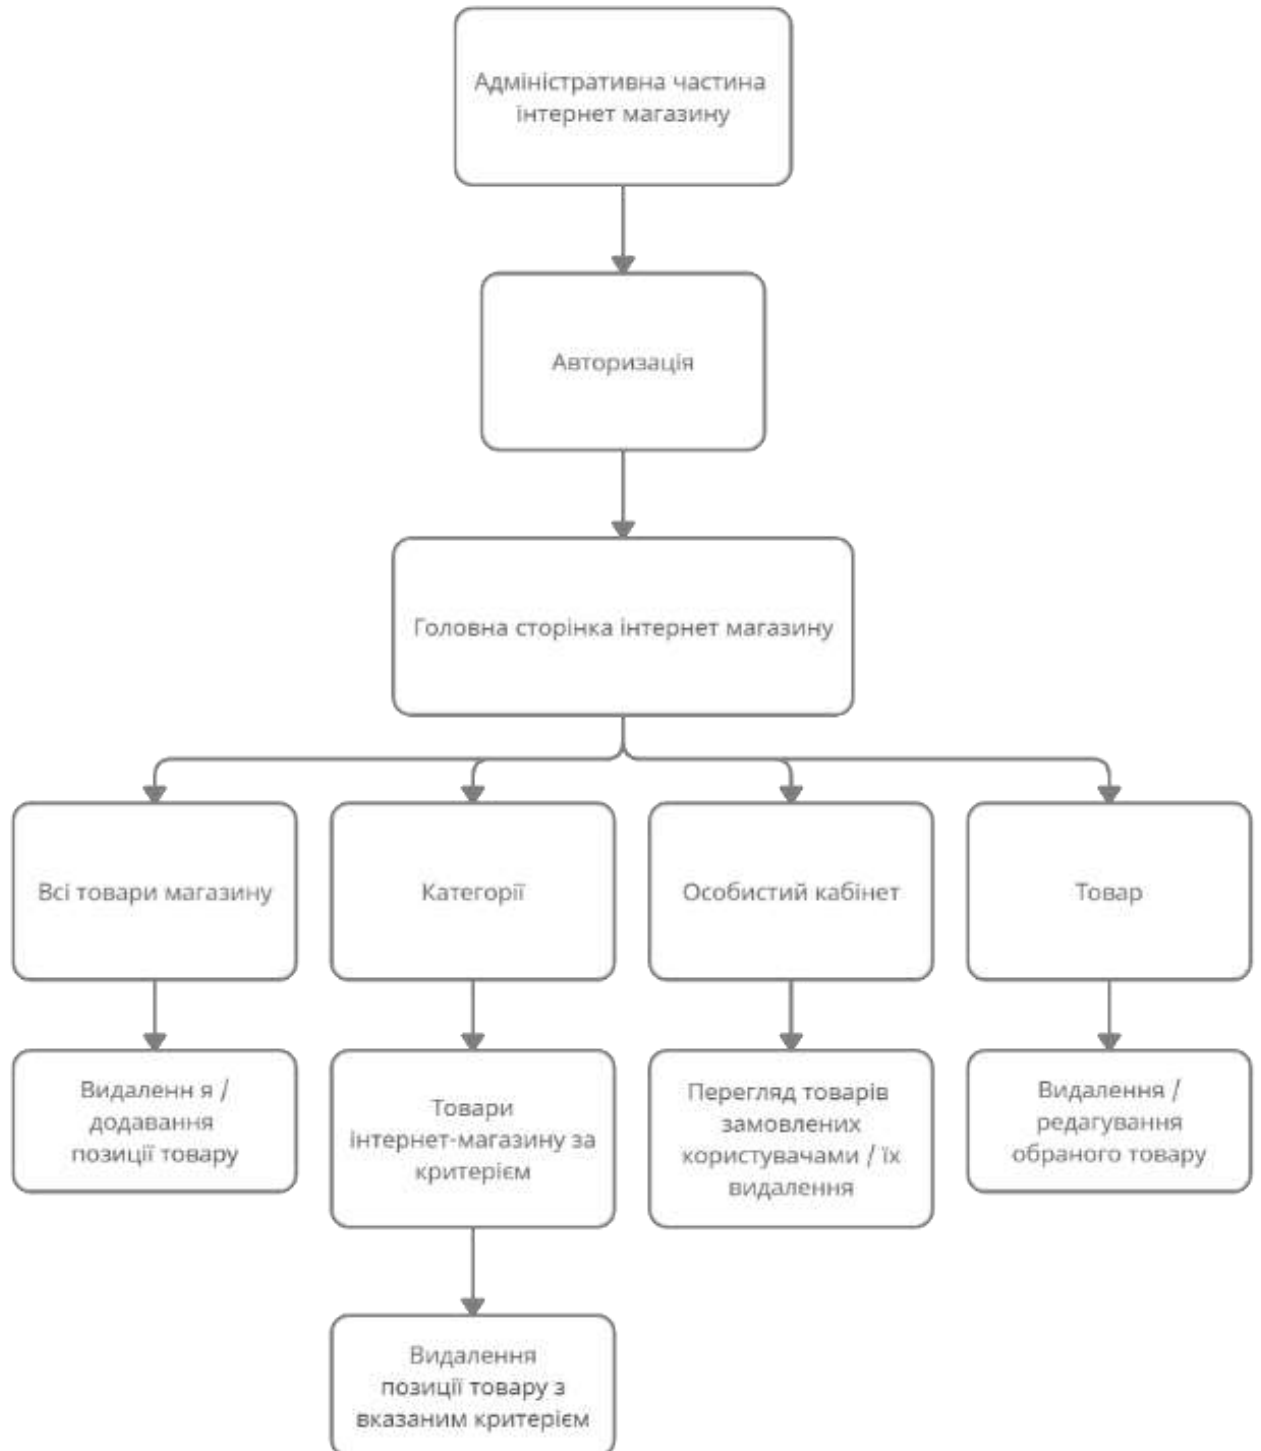 Адміністративна частина
інтернет магазину
Авторизація
Головна сторінка інтернет магазину
Всі товари магазину
Категорії
Особистий кабінет
Товар
Видаленн я /
додавання
позиції товару
Товари
інтернет-магазину за
критерієм
Перегляд товарів
замовлених
користувачами / їх
видалення
Видалення /
редагування
обраного товару
Видалення
позиції товару з
вказаним критерієм